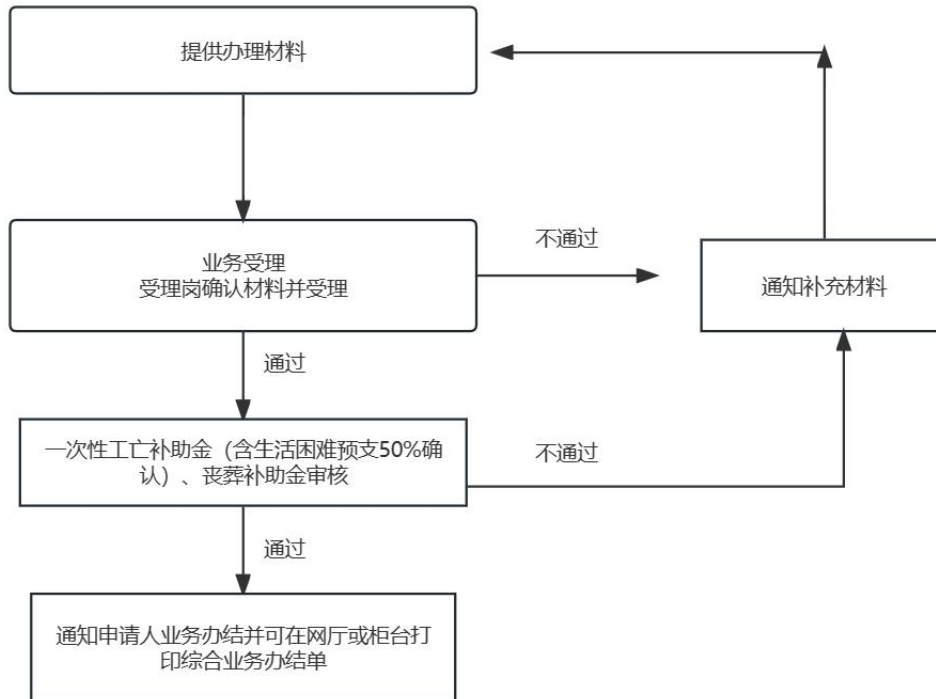 提供办理材料
业务受理
受理岗确认材料并受理
不通过
通知补充材料
通过
一次性工亡补助金（含生活困难预支50%确
认）、丧葬补助金审核
不通过
通过
通知申请人业务办结并可在网厅或柜台打
印综合业务办结单